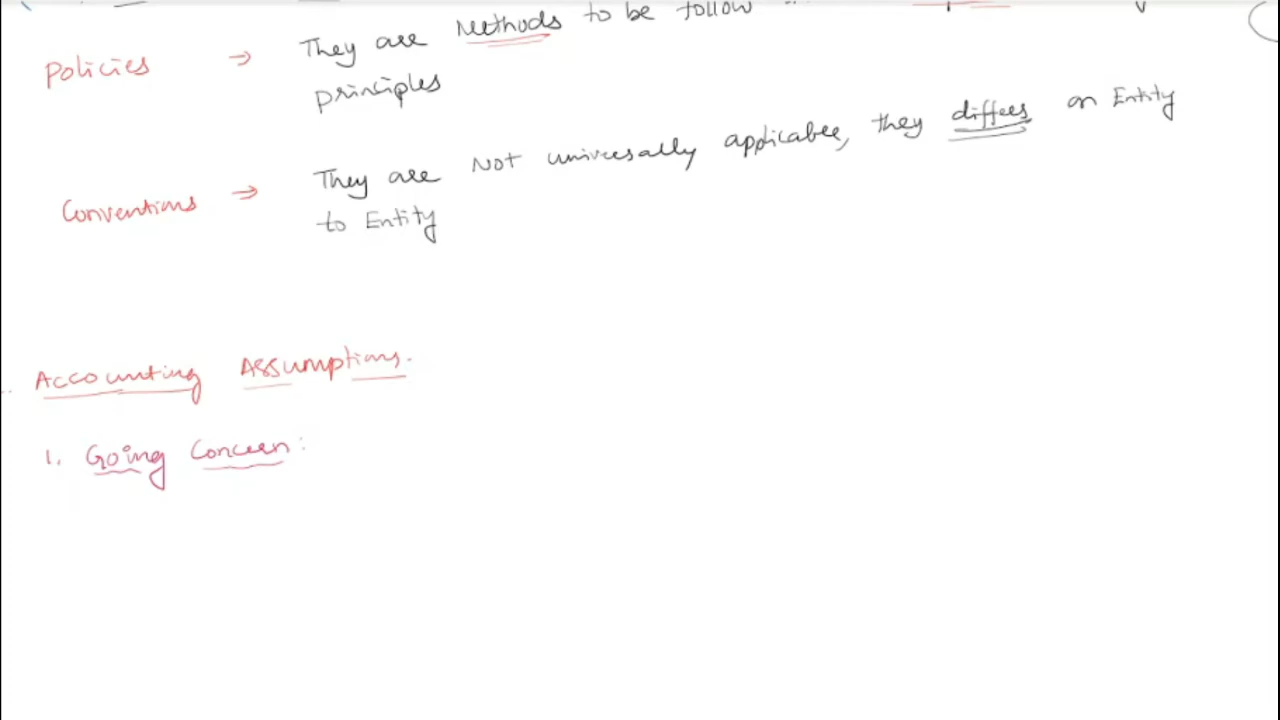 Policies → They are Methods to be follow
principles
Conventions → They are Not universally applicable, they differs on Entity
to Entity
Accounting Assumptions.
1. Going Concern: